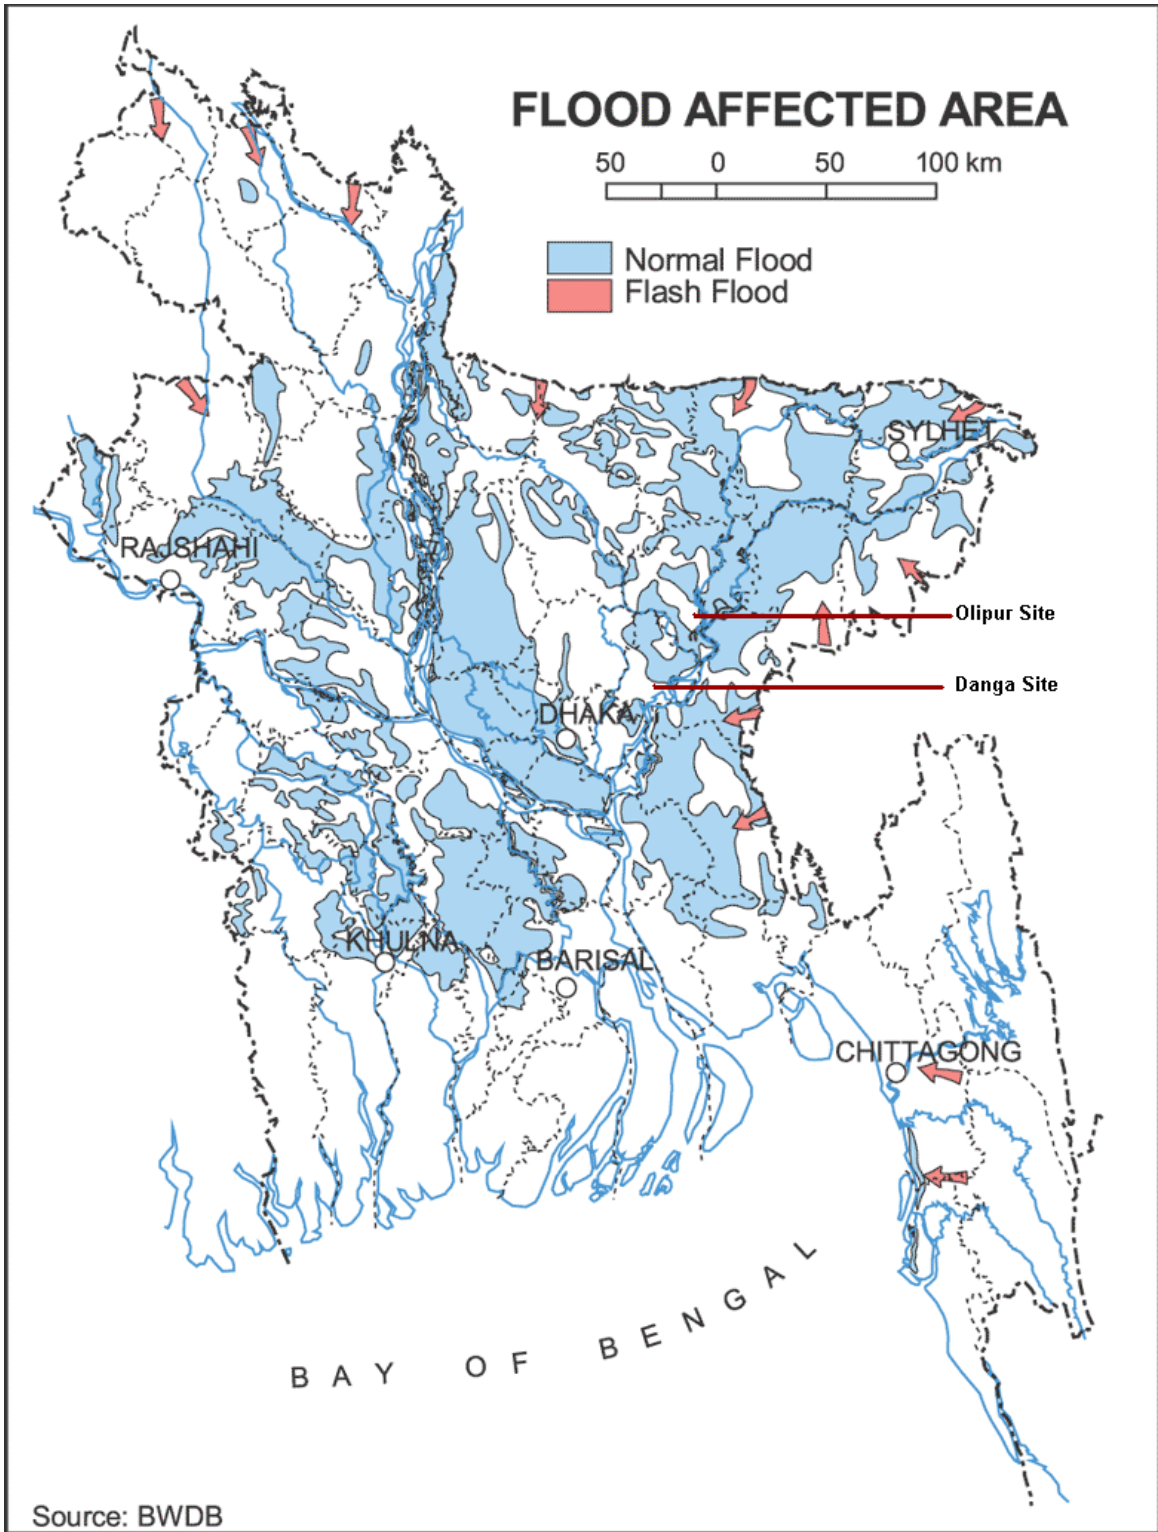 FLOOD AFFECTED AREA
50 0 50 100 km
Normal Flood
Flash Flood
SYLHET
RAJSHAHI
Olipur Site
Danga Site
DHAKA
KHULNA
BARISAL
CHITTAGONG
BAY OF BENGAL
Source: BWDB